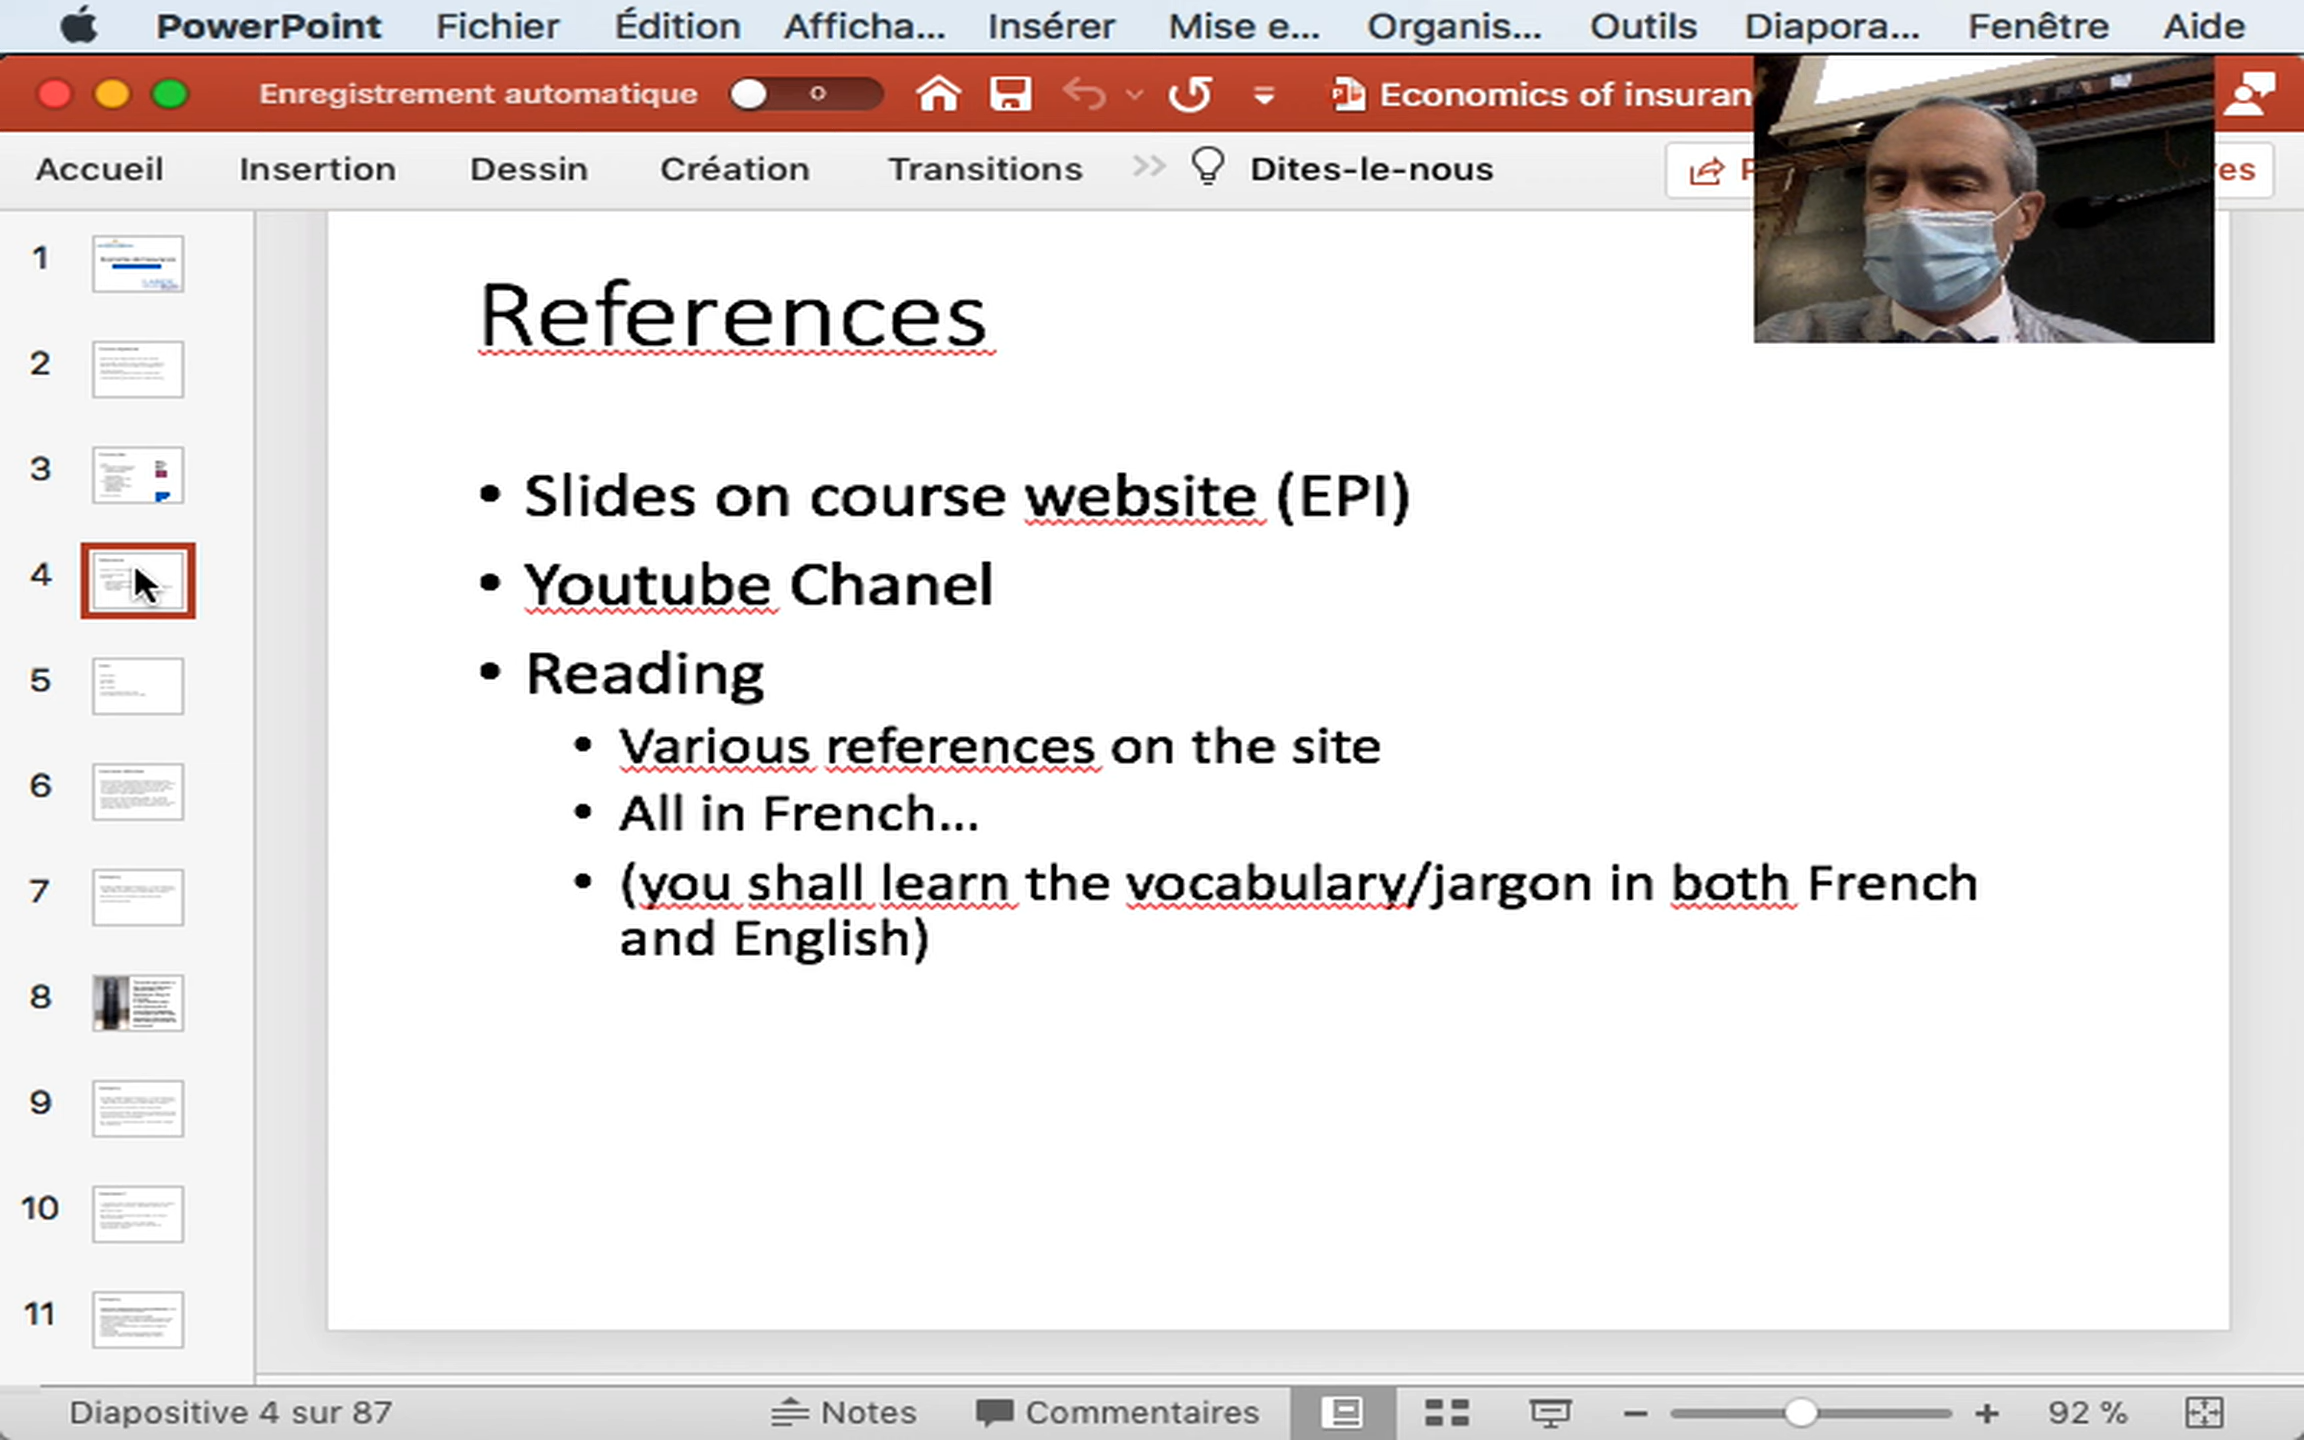 PowerPoint Fichier Édition Afficha... Insérer Mise e... Organis... Outils Diapora... Fenêtre Aide
Enregistrement automatique Economics of insuran
Accueil Insertion Dessin Création Transitions Dites-le-nous
1
2
3
4
5
6
7
8
9
10
11
References
• Slides on course website (EPI)
• Youtube Chanel
• Reading
• Various references on the site
• All in French...
• (you shall learn the vocabulary/jargon in both French
and English)
Diapositive 4 sur 87 Notes Commentaires 92 %